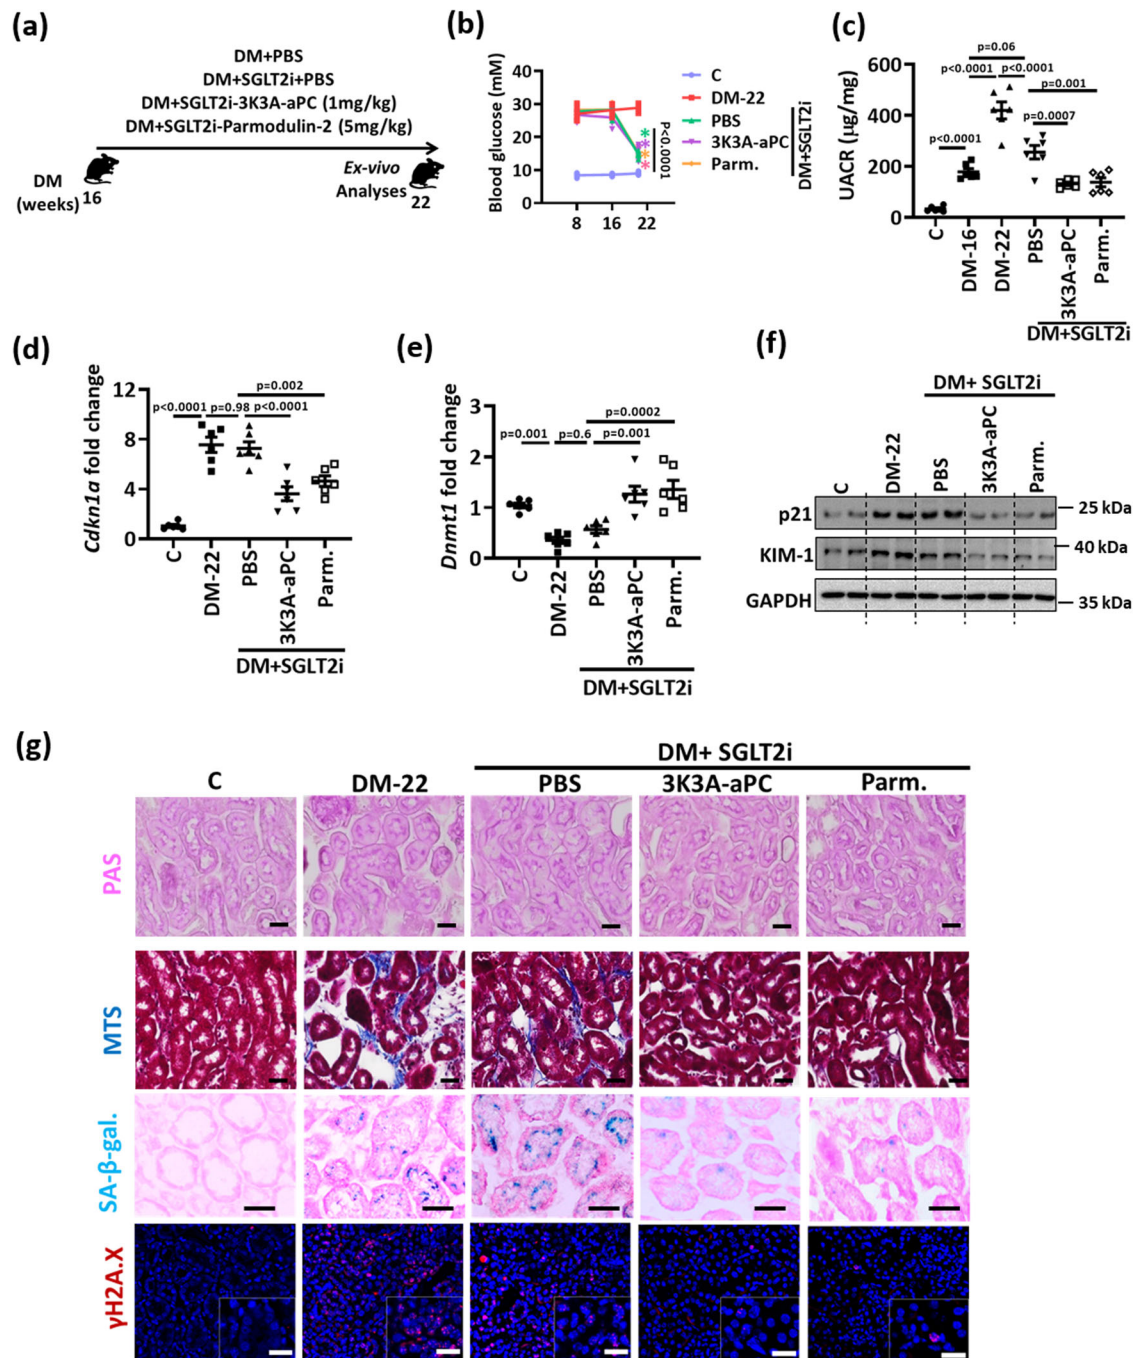 (a)
DM+PBS
DM+SGLT2i+PBS
DM+SGLT2i-3K3A-aPC (1mg/kg)
DM+SGLT2i-Parmodulin-2 (5mg/kg)
DM
(weeks)
16
Ex-vivo
Analyses
22
(b)
Blood glucose (mM)
40
30
20
10
0
8 16 22
*
*
*
*
P<0.0001
C
DM-22
PBS
3K3A-aPC
Parm.
DM+SGLT2i
(c)
UACR (µg/mg)
600
400
200
0
p=0.06
p<0.0001 p<0.0001
p=0.001
p=0.0007
p<0.0001
C
DM-16
DM-22
PBS
3K3A-aPC
Parm.
DM+SGLT2i
(d)
Cdkn1a fold change
12
8
4
0
p=0.002
p<0.0001 p=0.98 p<0.0001
C
DM-22
PBS
3K3A-aPC
Parm.
DM+SGLT2i
(e)
Dnmt1 fold change
3
2
1
0
p=0.0002
p=0.001 p=0.6 p=0.001
C
DM-22
PBS
3K3A-aPC
Parm.
DM+SGLT2i
(f)
DM+ SGLT2i
C
DM-22
PBS
3K3A-aPC
Parm.
p21
25 kDa
KIM-1
40 kDa
GAPDH
35 kDa
(g)
DM+ SGLT2i
C DM-22 PBS 3K3A-aPC Parm.
PAS
MTS
SA-β-gal.
γH2A.X